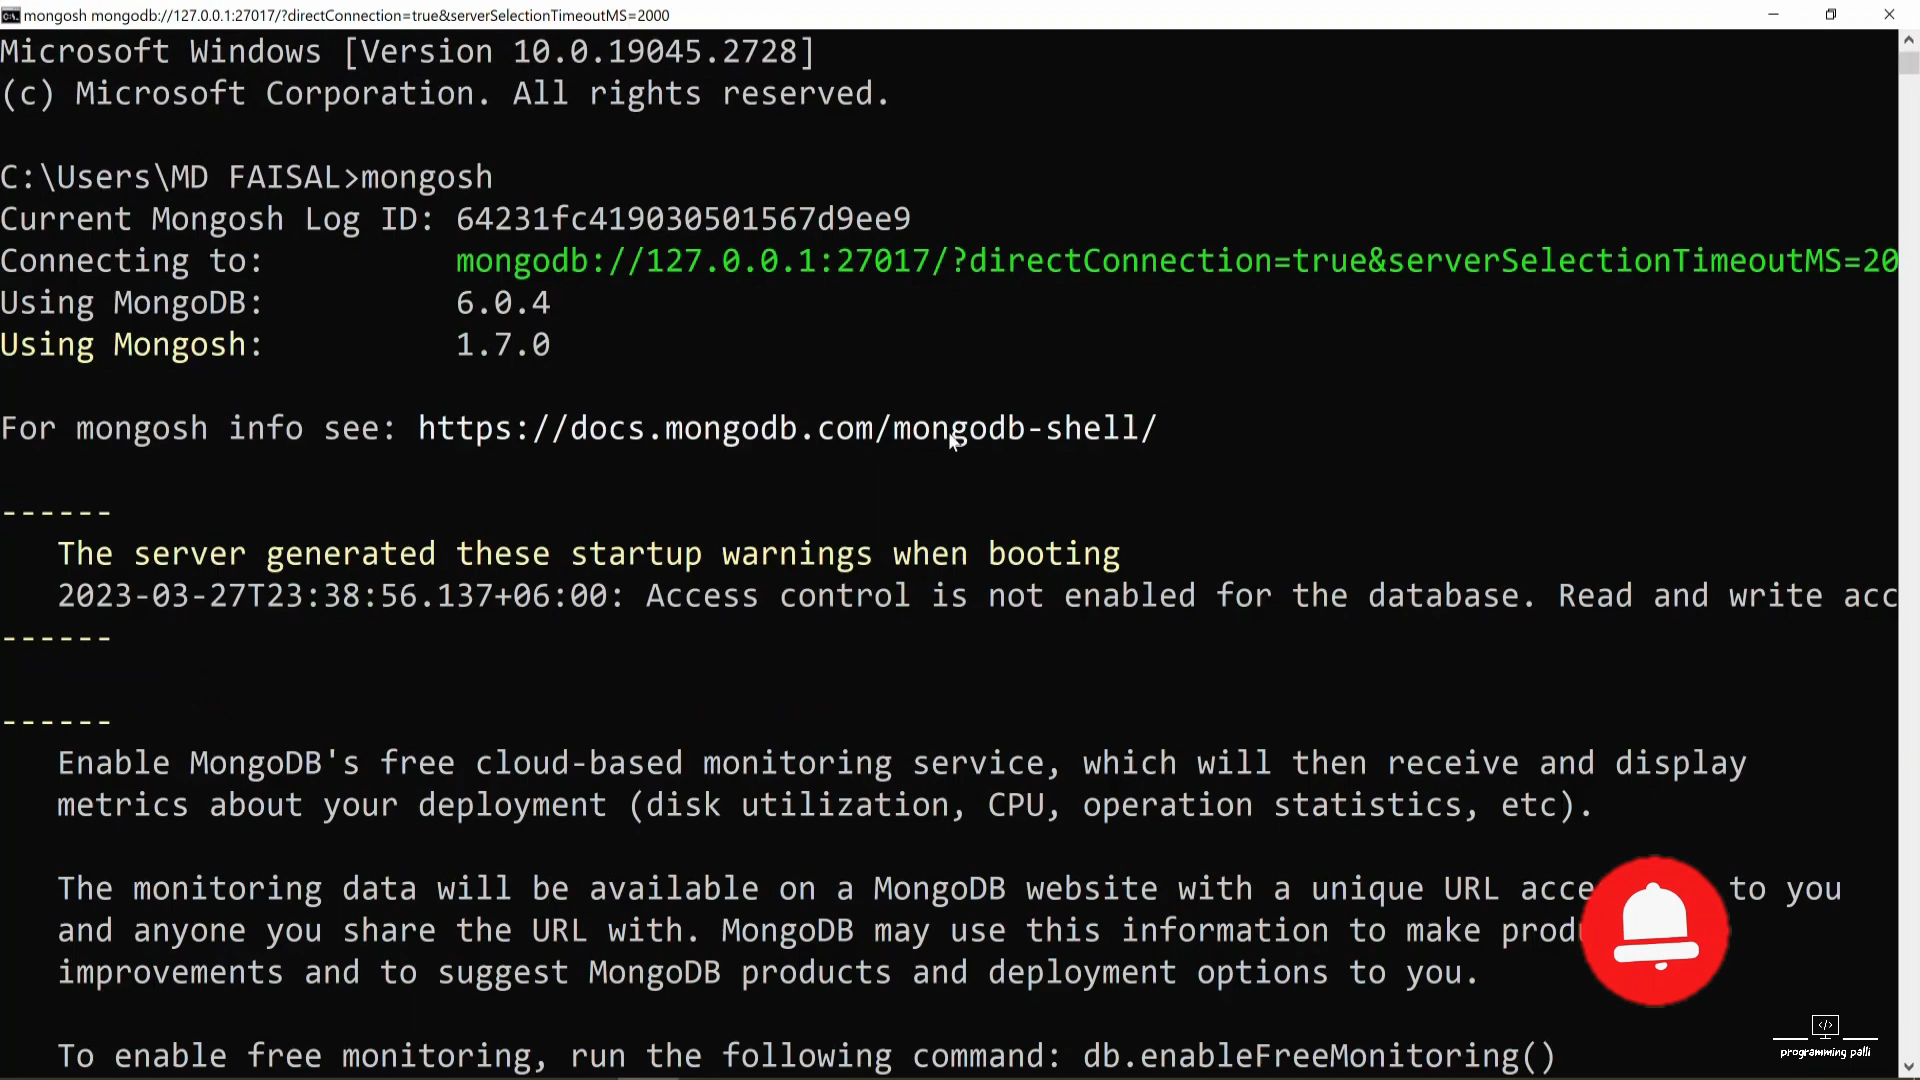 mongosh mongodb://127.0.0.1:27017/?directConnection=true&serverSelectionTimeoutMS=2000
Microsoft Windows [Version 10.0.19045.2728]
(c) Microsoft Corporation. All rights reserved.
C:\Users\MD FAISAL>mongosh
Current Mongosh Log ID: 64231fc419030501567d9ee9
Connecting to: mongodb://127.0.0.1:27017/?directConnection=true&serverSelectionTimeoutMS=20
Using MongoDB: 6.0.4
Using Mongosh: 1.7.0
For mongosh info see: https://docs.mongodb.com/mongodb-shell/
------
The server generated these startup warnings when booting
2023-03-27T23:38:56.137+06:00: Access control is not enabled for the database. Read and write acc
------
------
Enable MongoDB's free cloud-based monitoring service, which will then receive and display
metrics about your deployment (disk utilization, CPU, operation statistics, etc).
The monitoring data will be available on a MongoDB website with a unique URL acce to you
and anyone you share the URL with. MongoDB may use this information to make prod
improvements and to suggest MongoDB products and deployment options to you.
To enable free monitoring, run the following command: db.enableFreeMonitoring()
</> 
programming palli